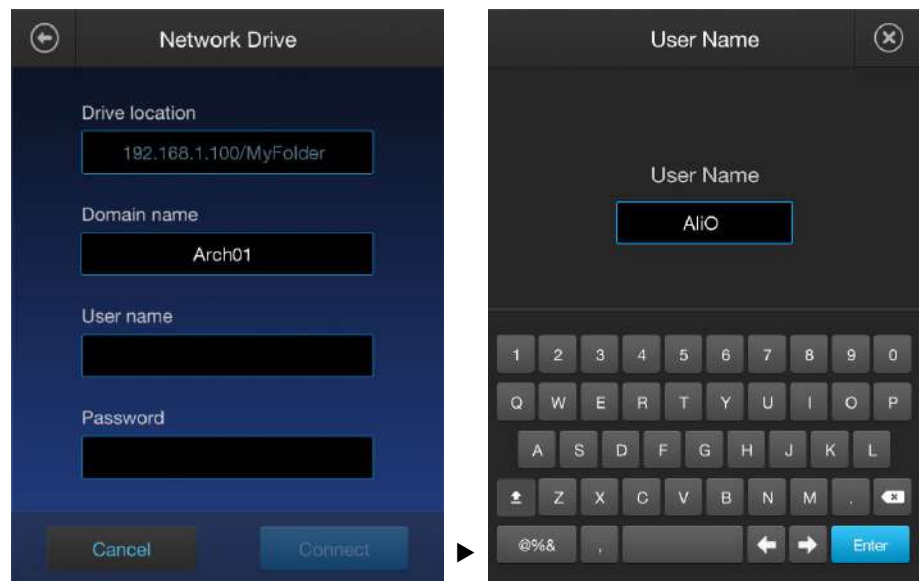 Network Drive
Drive location
192.168.1.100/MyFolder
Domain name
Arch01
User name
Password
Cancel
Connect
User Name
User Name
AliO
1 2 3 4 5 6 7 8 9 0
Q W E R T Y U I O P
A S D F G H J K L
Z X C V B N M .
@%& , Enter